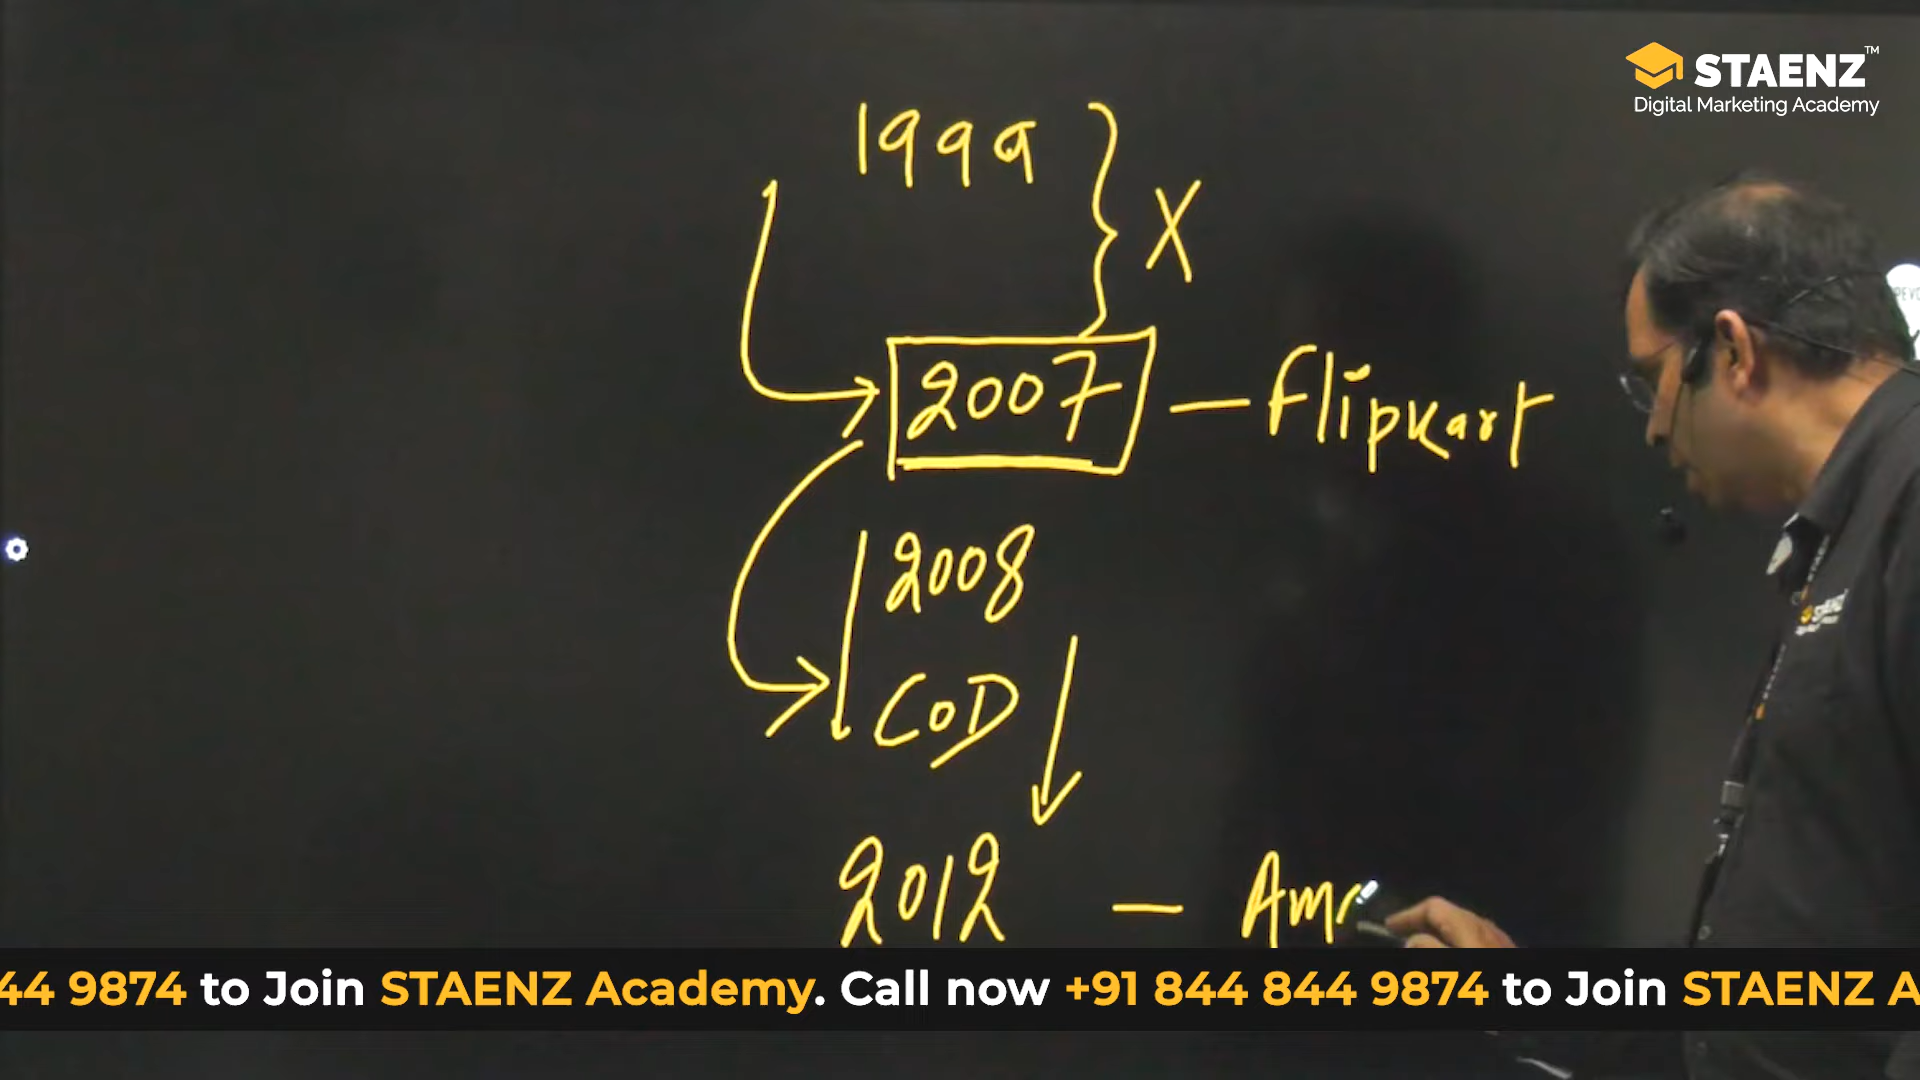 STAENZ™
Digital Marketing Academy
1999
X
2007 – Flipkart
2008
COD
2012 – Am
44 9874 to Join STAENZ Academy. Call now +91 844 844 9874 to Join STAENZ A